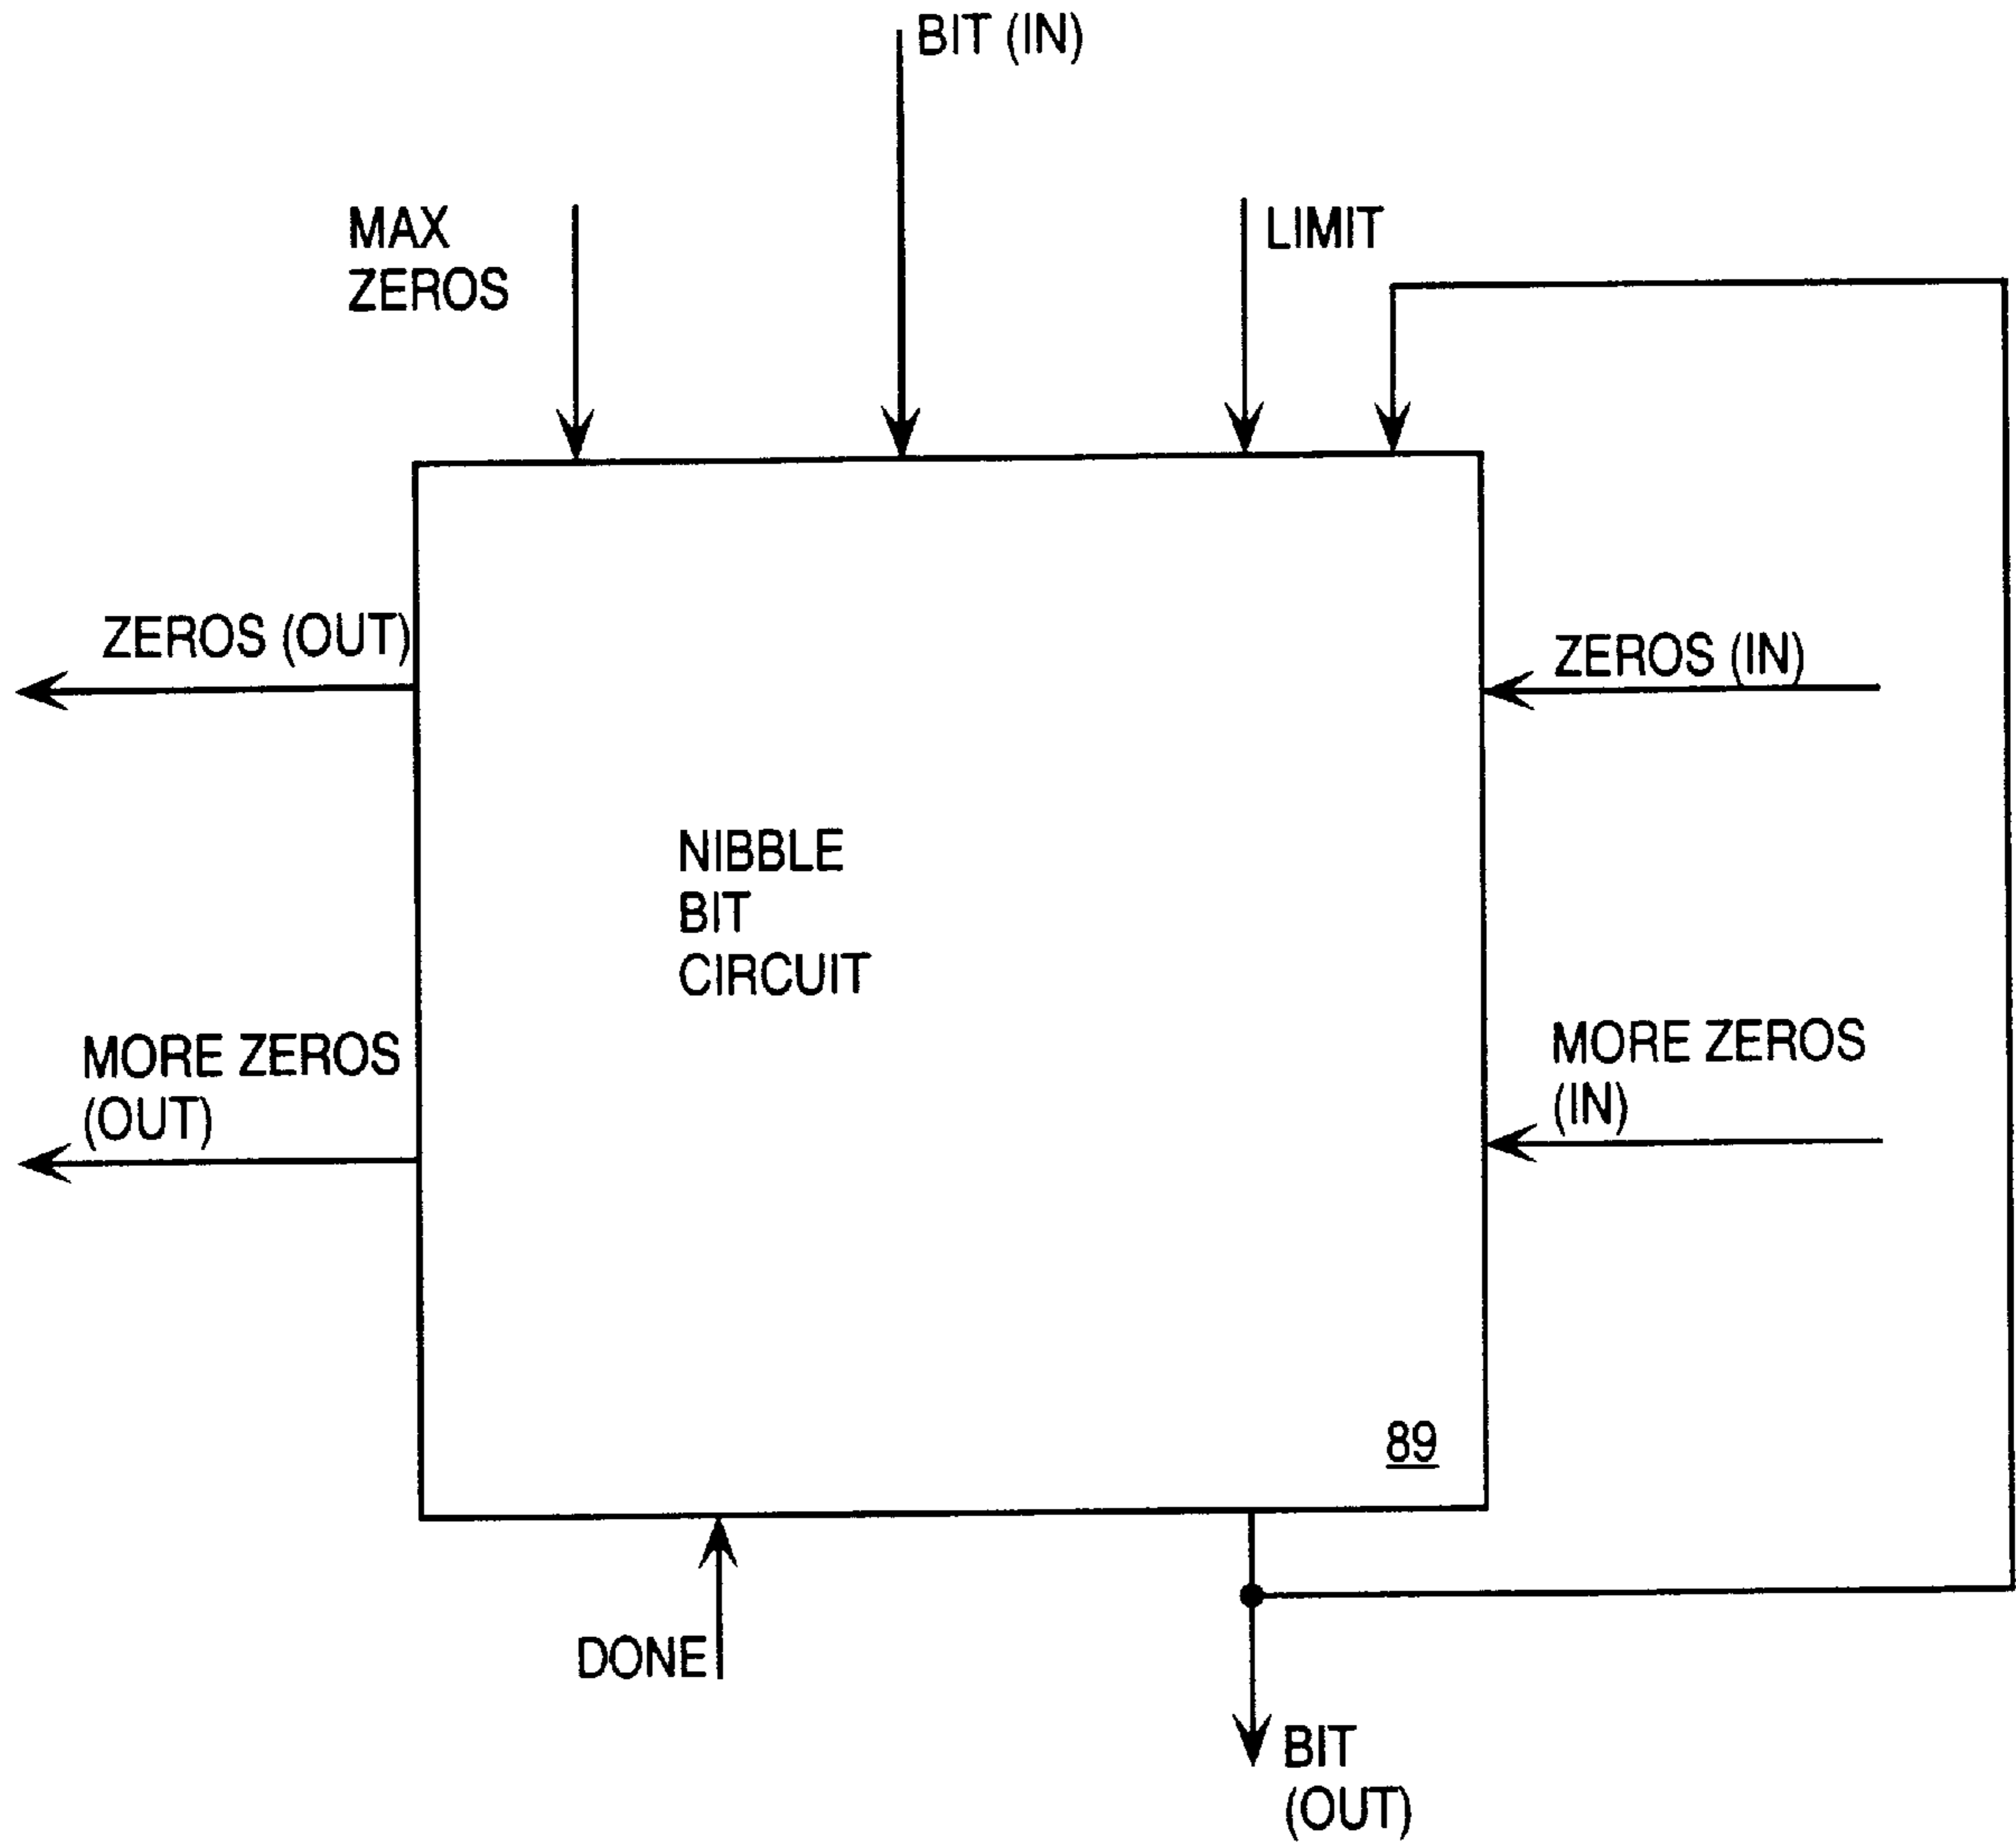 BIT (IN)
MAX
ZEROS
LIMIT
ZEROS (OUT)
ZEROS (IN)
NIBBLE
BIT
CIRCUIT
MORE ZEROS
(OUT)
MORE ZEROS
(IN)
89
DONE
BIT
(OUT)